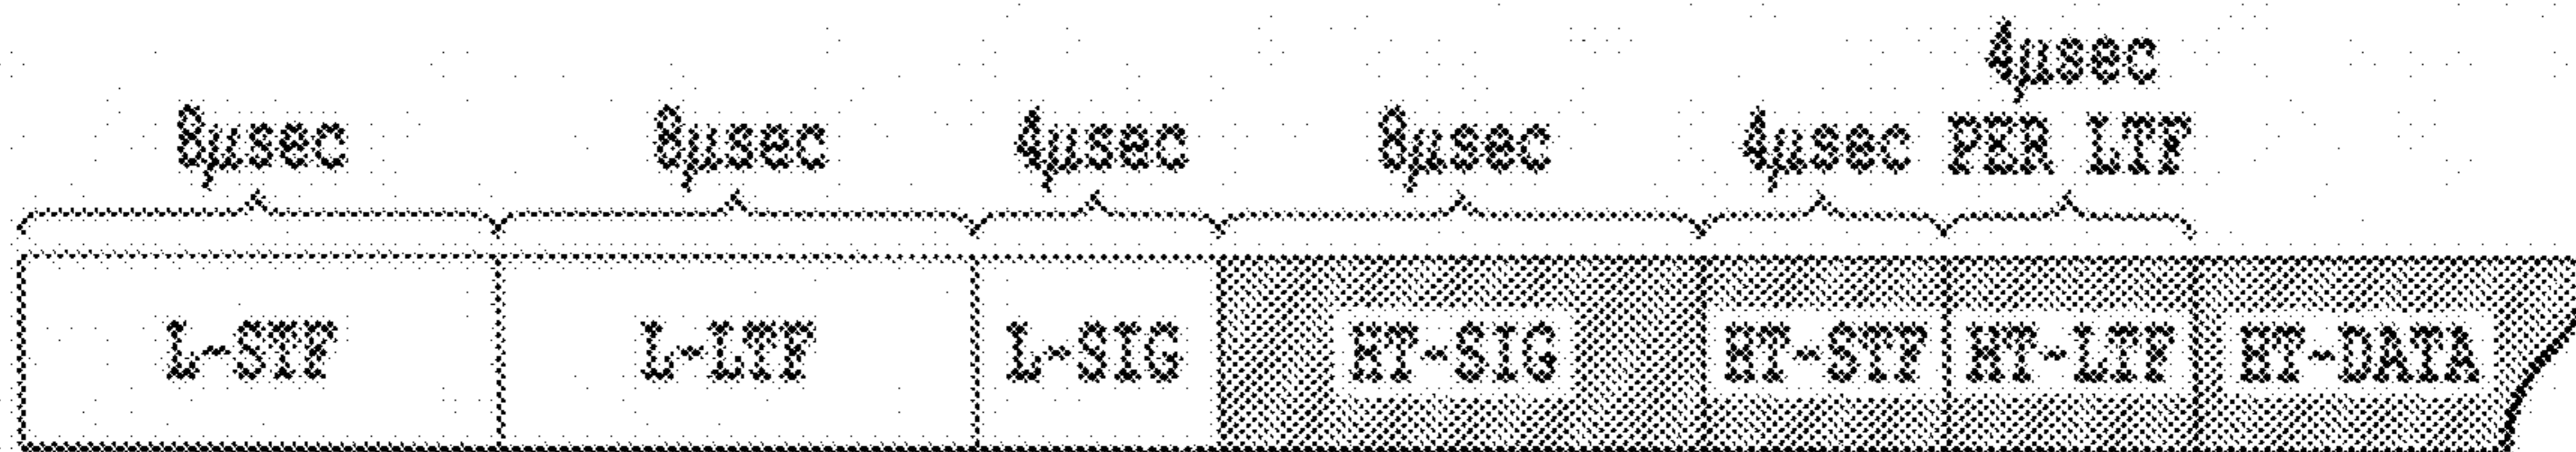 4μsec
8μsec 8μsec 4μsec 8μsec 4μsec PER LTF
L-STF L-LTF L-SIG HT-SIG HT-STF HT-LTF HT-DATA